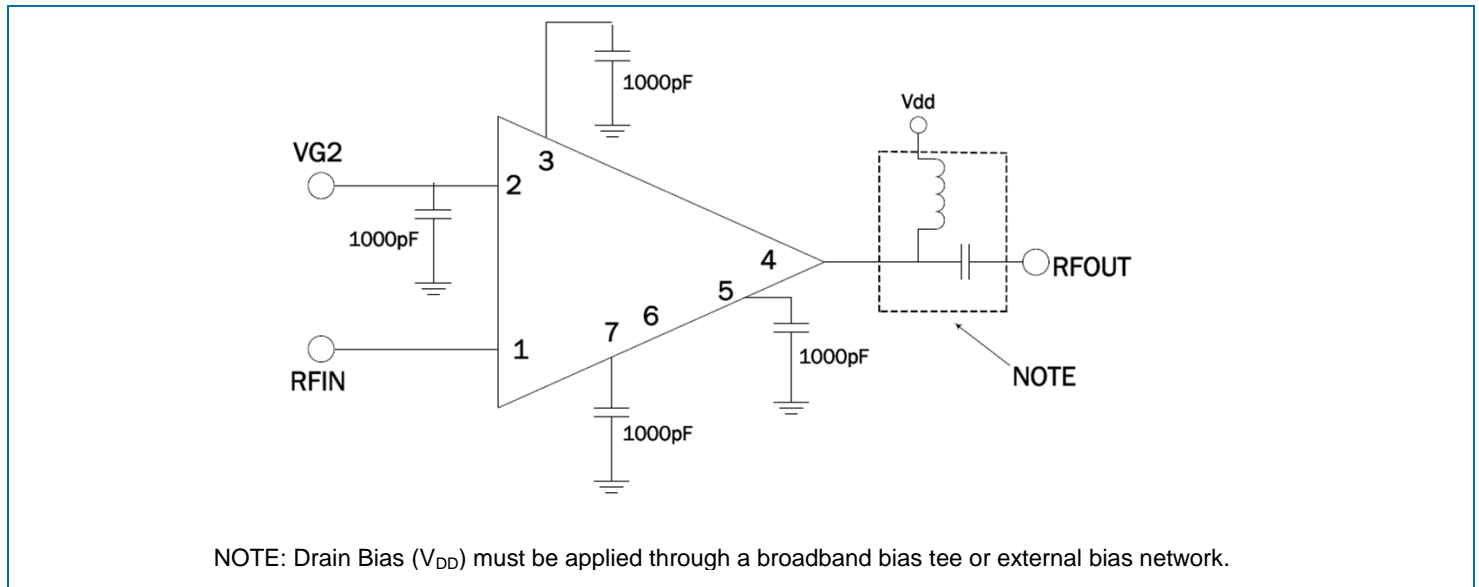 1000pF
Vdd
VG2
3
2
1000pF
4
RFOUT
5
6
7
1
RFIN
1000pF
NOTE
1000pF
NOTE: Drain Bias (VDD) must be applied through a broadband bias tee or external bias network.